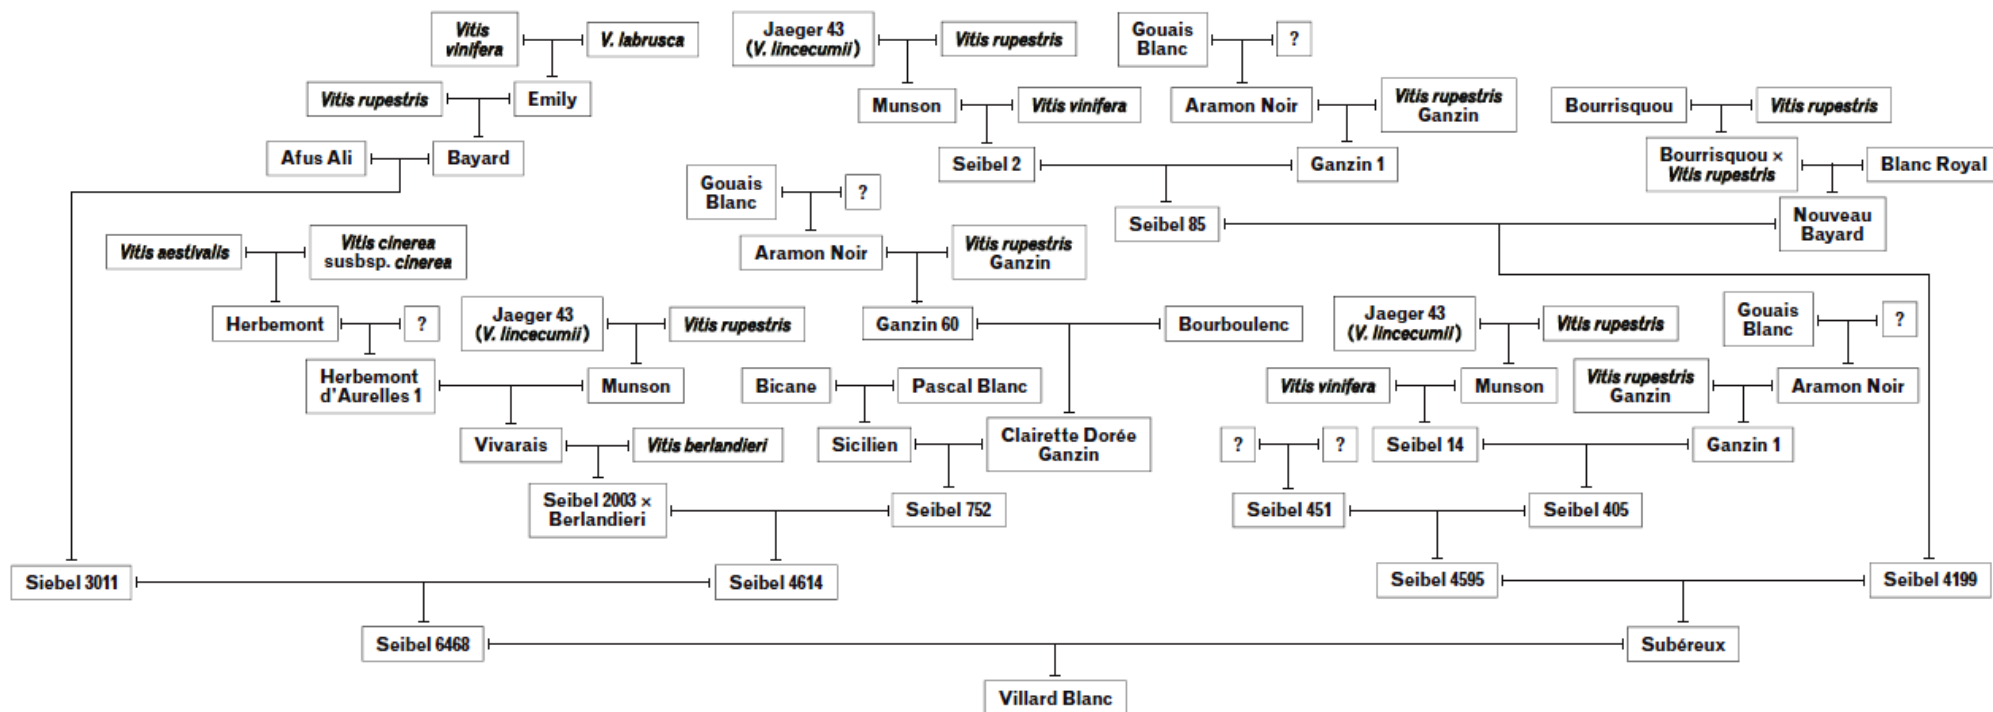 Vitis
vinifera
V. labrusca
Jaeger 43
(V. lincecumii)
Vitis rupestris
Gouais
Blanc
?
Vitis rupestris
Emily
Munson
Vitis vinifera
Aramon Noir
Vitis rupestris
Ganzin
Bourrisquou
Vitis rupestris
Afus Ali
Bayard
Seibel 2
Ganzin 1
Bourrisquou ×
Vitis rupestris
Blanc Royal
Gouais
Blanc
?
Seibel 85
Nouveau
Bayard
Vitis aestivalis
Vitis cinerea
susbsp. cinerea
Aramon Noir
Vitis rupestris
Ganzin
Herbemont
?
Jaeger 43
(V. lincecumii)
Vitis rupestris
Ganzin 60
Bourboulenc
Jaeger 43
(V. lincecumii)
Vitis rupestris
Gouais
Blanc
?
Herbemont
d'Aurelles 1
Munson
Bicane
Pascal Blanc
Vitis vinifera
Munson
Vitis rupestris
Ganzin
Aramon Noir
Vivarais
Vitis berlandieri
Sicilien
Clairette Dorée
Ganzin
?
?
Seibel 14
Ganzin 1
Seibel 2003 ×
Berlandieri
Seibel 752
Seibel 451
Seibel 405
Siebel 3011
Seibel 4614
Seibel 4595
Seibel 4199
Seibel 6468
Subéreux
Villard Blanc